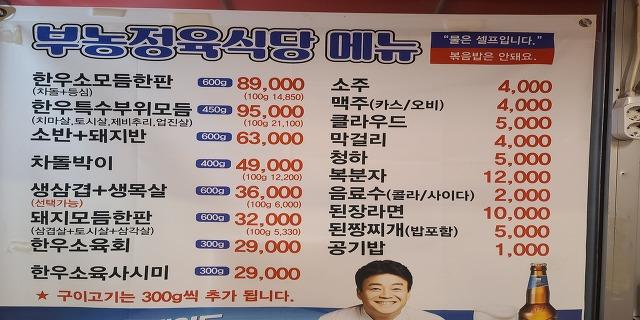 부농정육식당 메뉴
"물은 셀프입니다."
볶음밥은 안돼요.
한우소모듬한판 600g 89,000
(차돌+등심) (100g 14,850)
한우특수부위모듬 450g 95,000
(치마살,토시살,제비추리,업진살) (100g 21,100)
소반+돼지반 600g 63,000
차돌박이 400g 49,000
(100g 12,200)
생삼겹+생목살 600g 36,000
(선택가능) (100g 6,000)
돼지모듬한판 600g 32,000
(삼겹살+토시살+삼각살) (100g 5,330)
한우소육회 300g 29,000
한우소육사시미 300g 29,000
★ 구이고기는 300g씩 추가 됩니다.
소주 4,000
맥주(카스/오비) 4,000
클라우드 5,000
막걸리 4,000
청하 5,000
복분자 12,000
음료수(콜라/사이다) 2,000
된장라면 10,000
된짱찌개(밥포함) 5,000
공기밥 1,000